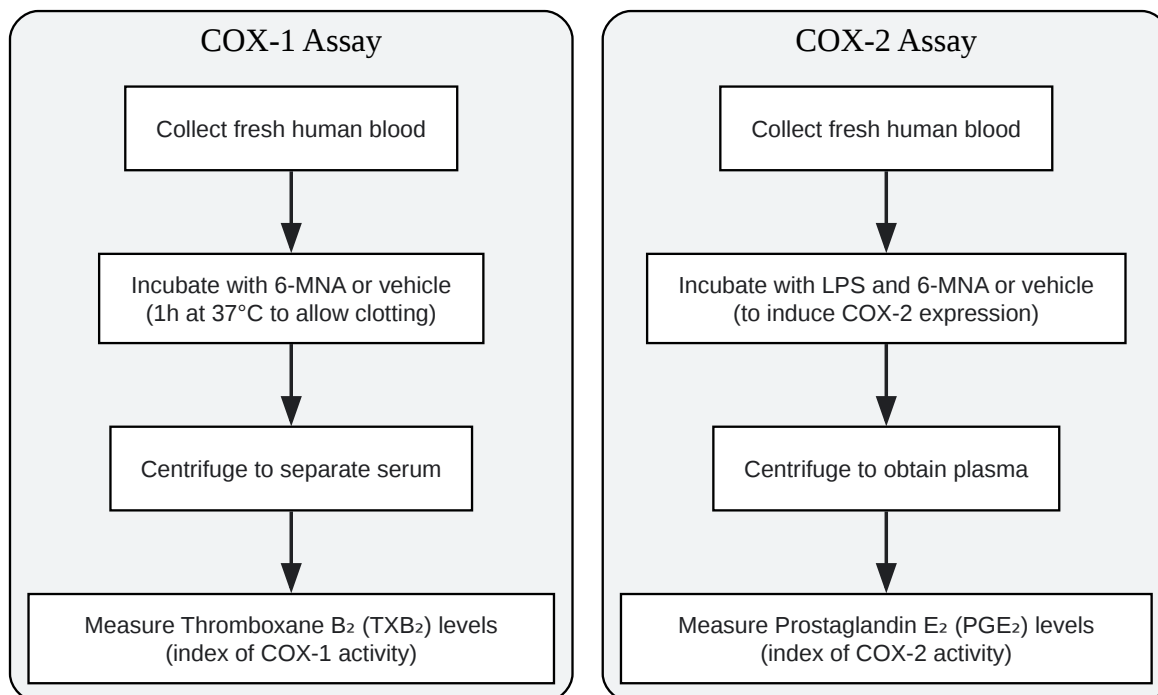 COX-1 Assay
Collect fresh human blood
Incubate with 6-MNA or vehicle
(1h at 37°C to allow clotting)
Centrifuge to separate serum
Measure Thromboxane B₂ (TXB₂) levels
(index of COX-1 activity)
COX-2 Assay
Collect fresh human blood
Incubate with LPS and 6-MNA or vehicle
(to induce COX-2 expression)
Centrifuge to obtain plasma
Measure Prostaglandin E₂ (PGE₂) levels
(index of COX-2 activity)